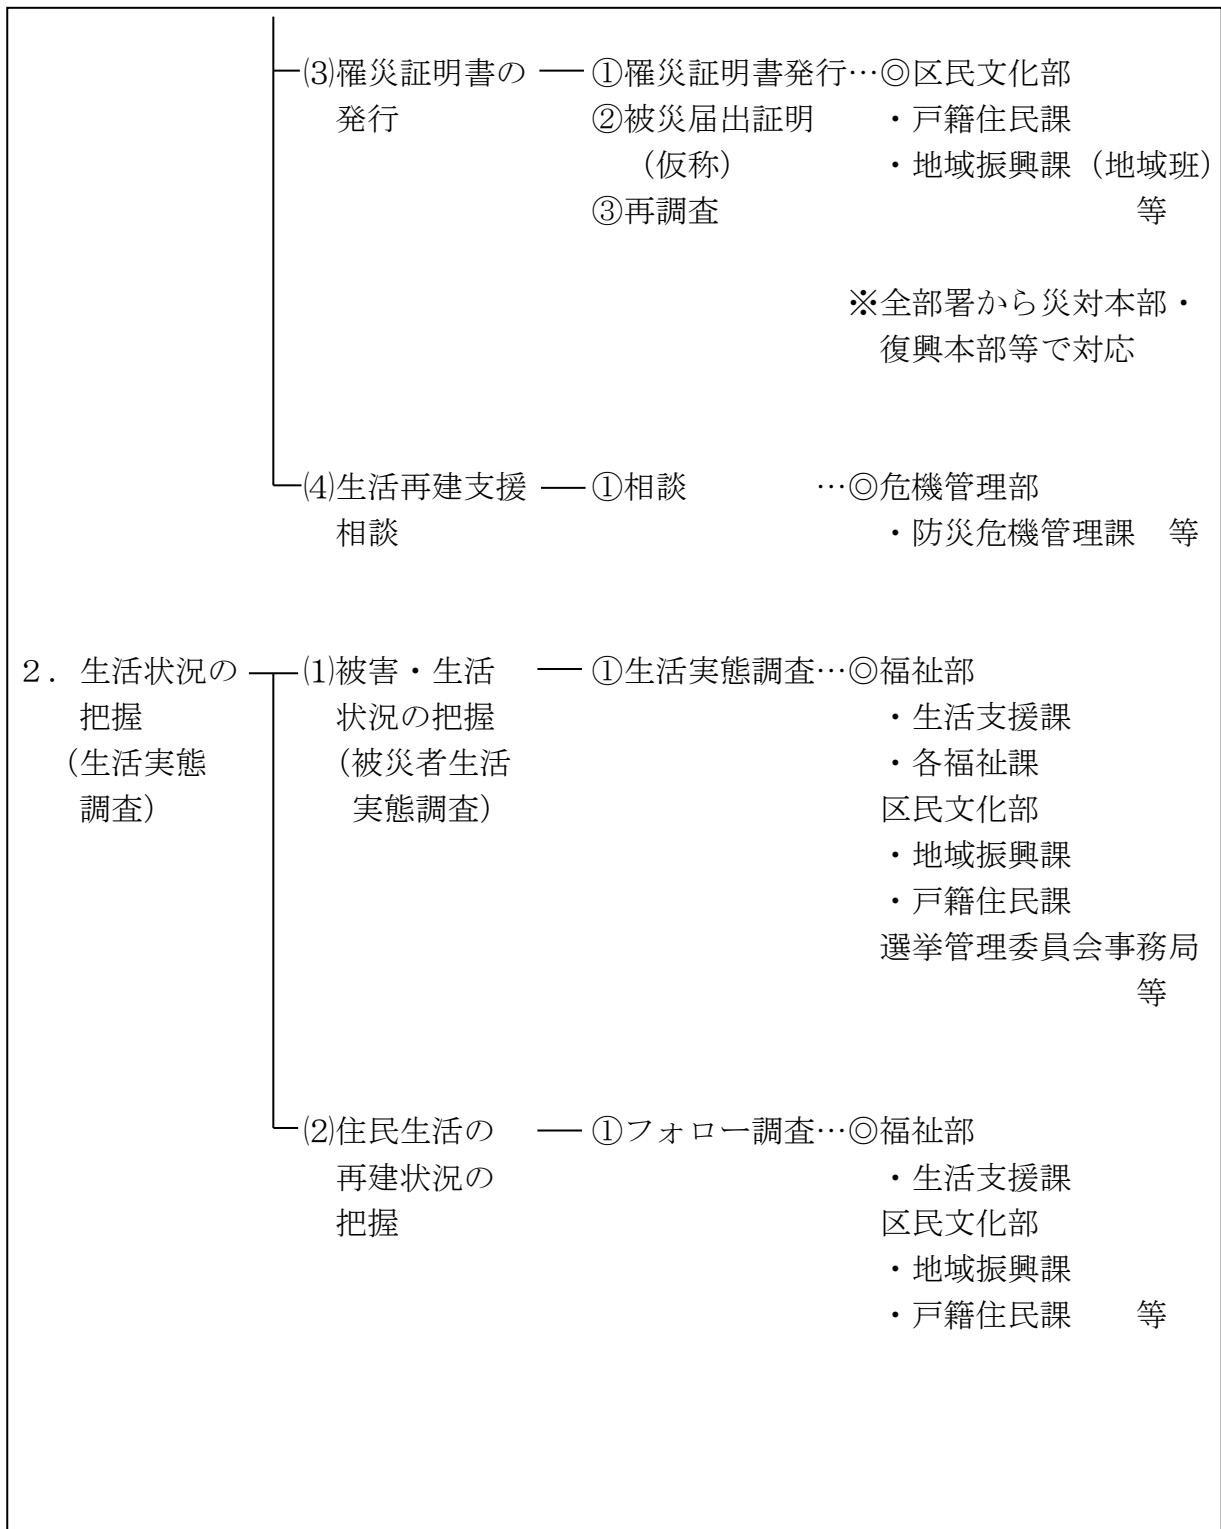 ⑶罹災証明書の ── ①罹災証明書発行…◎区民文化部
発行 ②被災届出証明 ・戸籍住民課
（仮称） ・地域振興課（地域班）
③再調査 等
※全部署から災対本部・
復興本部等で対応
⑷生活再建支援 ── ①相談 …◎危機管理部
相談 ・防災危機管理課 等
２．生活状況の ── ⑴被害・生活 ── ①生活実態調査…◎福祉部
把握 状況の把握 ・生活支援課
（生活実態 （被災者生活 ・各福祉課
調査） 実態調査） 区民文化部
・地域振興課
・戸籍住民課
選挙管理委員会事務局
等
⑵住民生活の ── ①フォロー調査…◎福祉部
再建状況の ・生活支援課
把握 区民文化部
・地域振興課
・戸籍住民課 等